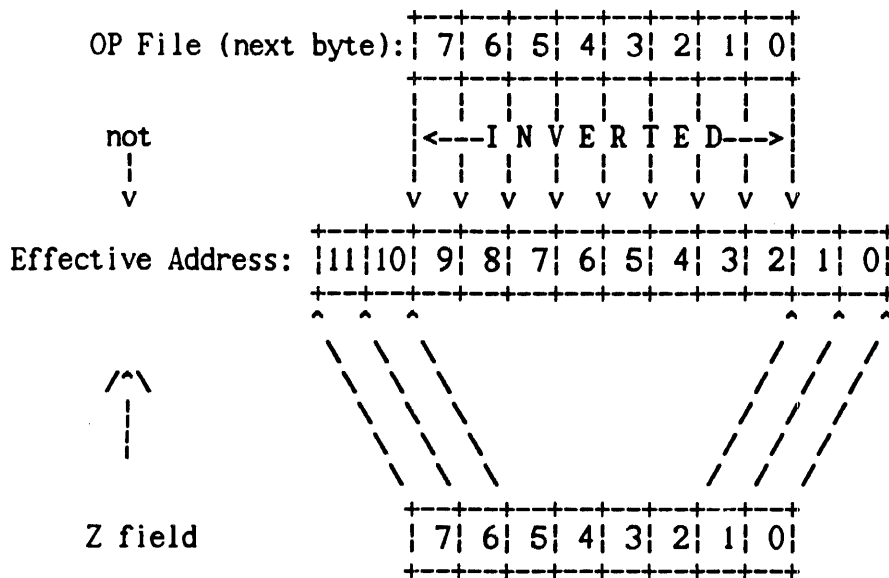 OP File (next byte):¦ 7¦ 6¦ 5¦ 4¦ 3¦ 2¦ 1¦ 0¦
not
<---I N V E R T E D--->
v v v v v v v v v v
Effective Address: ¦11¦10¦ 9¦ 8¦ 7¦ 6¦ 5¦ 4¦ 3¦ 2¦ 1¦ 0¦
^ ^ ^ ^ ^ ^
/^\
Z field ¦ 7¦ 6¦ 5¦ 4¦ 3¦ 2¦ 1¦ 0¦